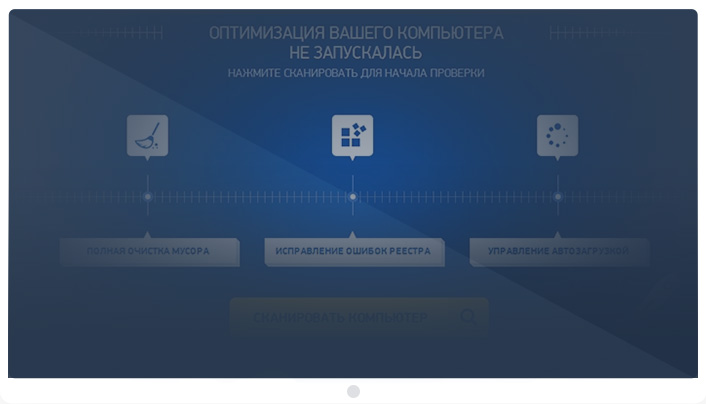 ОПТИМИЗАЦИЯ ВАШЕГО КОМПЬЮТЕРА
НЕ ЗАПУСКАЛАСЬ
НАЖМИТЕ СКАНИРОВАТЬ ДЛЯ НАЧАЛА ПРОВЕРКИ
ПОЛНАЯ ОЧИСТКА МУСОРА
ИСПРАВЛЕНИЕ ОШИБОК РЕЕСТРА
УПРАВЛЕНИЕ АВТОЗАГРУЗКОЙ
СКАНИРОВАТЬ КОМПЬЮТЕР